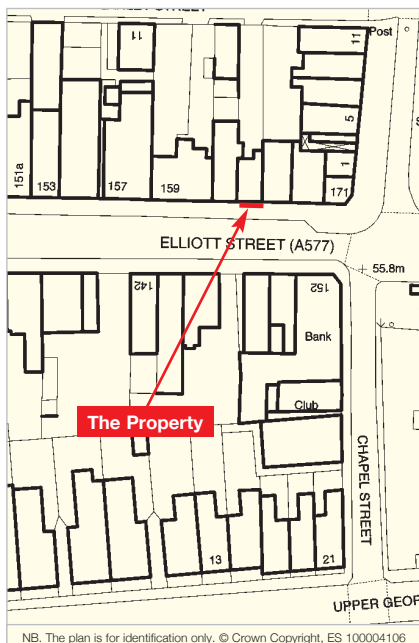 11
11
Post
5
1
151a
153
157
159
171
ELLIOTT STREET (A577)
55.8m
142
152
Bank
The Property
Club
CHAPEL STREET
13
21
UPPER GEOR
NB. The plan is for identification only. © Crown Copyright, ES 100004106